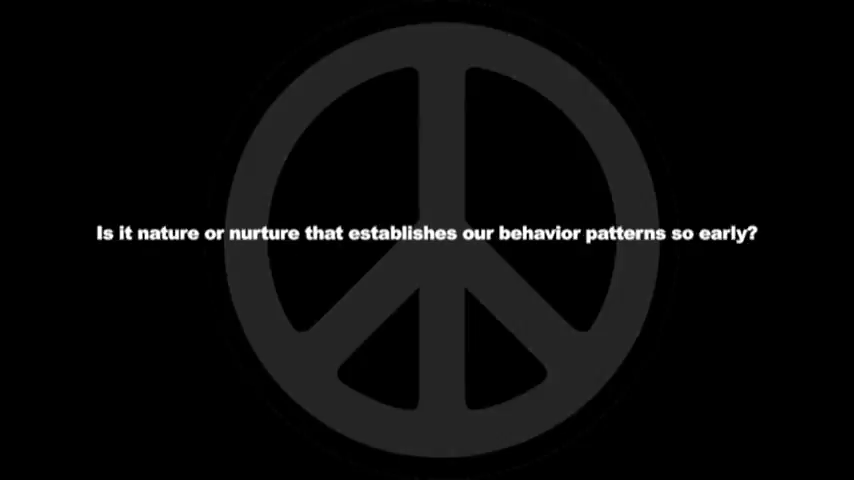 Is it nature or nurture that establishes our behavior patterns so early?